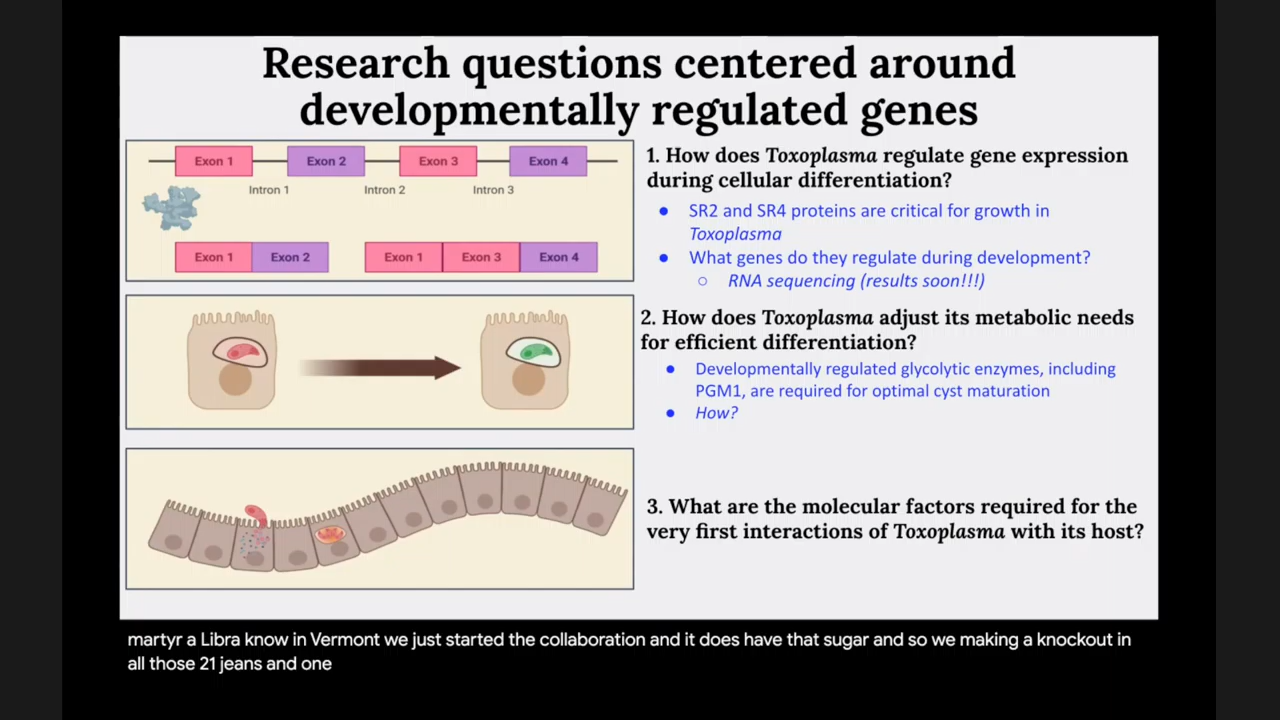 Research questions centered around
developmentally regulated genes
Exon 1
Exon 2
Exon 3
Exon 4
Intron 1
Intron 2
Intron 3
Exon 1
Exon 2
Exon 1
Exon 3
Exon 4
1. How does Toxoplasma regulate gene expression
during cellular differentiation?
● SR2 and SR4 proteins are critical for growth in
Toxoplasma
● What genes do they regulate during development?
○ RNA sequencing (results soon!!!)
2. How does Toxoplasma adjust its metabolic needs
for efficient differentiation?
● Developmentally regulated glycolytic enzymes, including
PGM1, are required for optimal cyst maturation
● How?
3. What are the molecular factors required for the
very first interactions of Toxoplasma with its host?
martyr a Libra know in Vermont we just started the collaboration and it does have that sugar and so we making a knockout in
all those 21 jeans and one